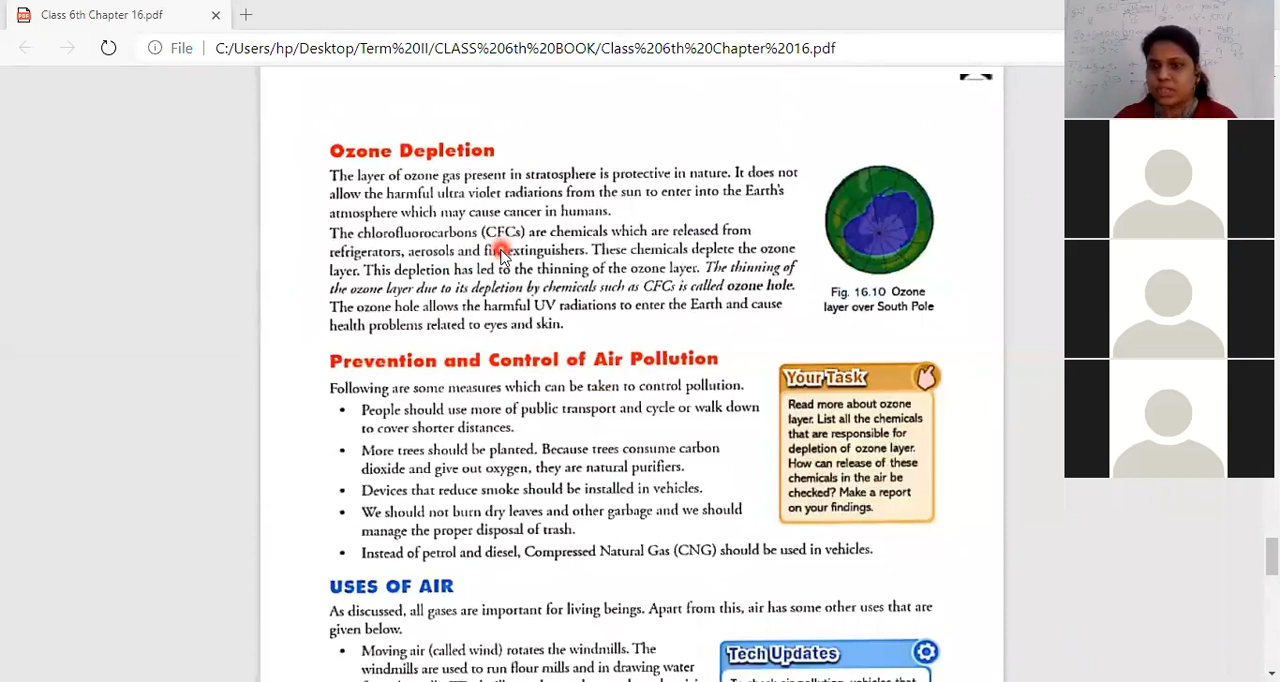 Class 6th Chapter 16.pdf
File
C:/Users/hp/Desktop/Term%20II/CLASS%206th%20BOOK/Class%206th%20Chapter%2016.pdf
Ozone Depletion
The layer of ozone gas present in stratosphere is protective in nature. It does not
allow the harmful ultra violet radiations from the sun to enter into the Earth's
atmosphere which may cause cancer in humans.
The chlorofluorocarbons (CFCs) are chemicals which are released from
refrigerators, aerosols and fire extinguishers. These chemicals deplete the ozone
layer. This depletion has led to the thinning of the ozone layer. The thinning of
the ozone layer due to its depletion by chemicals such as CFCs is called ozone hole.
The ozone hole allows the harmful UV radiations to enter the Earth and cause
health problems related to eyes and skin.
Fig. 16.10 Ozone
layer over South Pole
Prevention and Control of Air Pollution
Following are some measures which can be taken to control pollution.
• People should use more of public transport and cycle or walk down
to cover shorter distances.
• More trees should be planted. Because trees consume carbon
dioxide and give out oxygen, they are natural purifiers.
• Devices that reduce smoke should be installed in vehicles.
• We should not burn dry leaves and other garbage and we should
manage the proper disposal of trash.
• Instead of petrol and diesel, Compressed Natural Gas (CNG) should be used in vehicles.
Your Task
Read more about ozone
layer. List all the chemicals
that are responsible for
depletion of ozone layer.
How can release of these
chemicals in the air be
checked? Make a report
on your findings.
USES OF AIR
As discussed, all gases are important for living beings. Apart from this, air has some other uses that are
given below.
• Moving air (called wind) rotates the windmills. The
windmills are used to run flour mills and in drawing water
Tech Updates